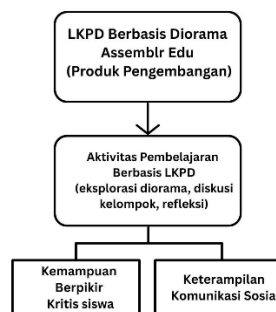 LKPD Berbasis Diorama
Assemblr Edu
(Produk Pengembangan)
Aktivitas Pembelajaran
Berbasis LKPD
(eksplorasi diorama, diskusi
kelompok, refleksi)
Kemampuan
Berpikir
Kritis siswa
Keterampilan
Komunikasi Sosia